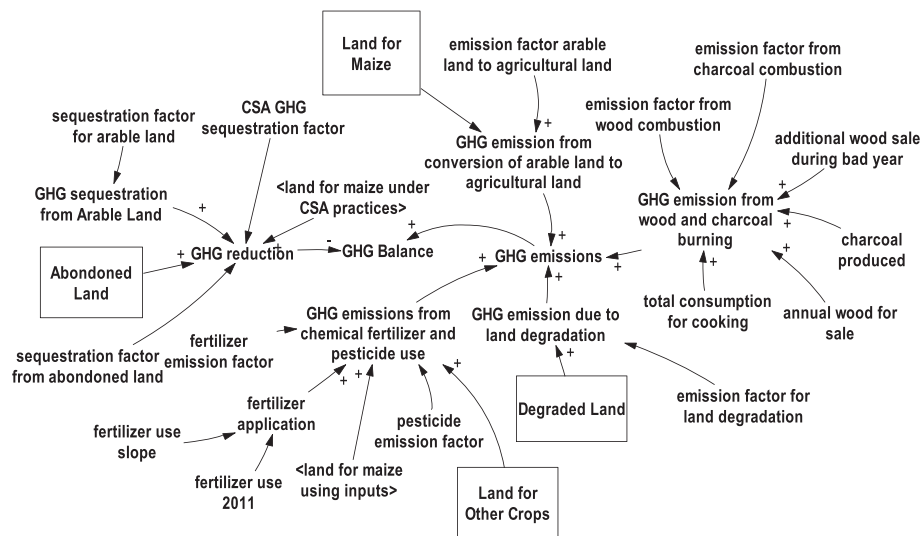 Land for
Maize
emission factor arable
land to agricultural land
emission factor from
charcoal combustion
CSA GHG
sequestration factor
sequestration factor
for arable land
emission factor from
wood combustion
additional wood sale
during bad year
GHG emission from
conversion of arable land to
agricultural land
GHG sequestration
from Arable Land
<land for maize under
CSA practices>
GHG emission from
wood and charcoal
burning
GHG reduction
GHG Balance
GHG emissions
charcoal
produced
Abondoned
Land
total consumption
for cooking
annual wood for
sale
GHG emissions from
chemical fertilizer and
pesticide use
GHG emission due to
land degradation
fertilizer
emission factor
sequestration factor
from abondoned land
Degraded Land
emission factor for
land degradation
fertilizer
application
pesticide
emission factor
fertilizer use
slope
<land for maize
using inputs>
fertilizer use
2011
Land for
Other Crops